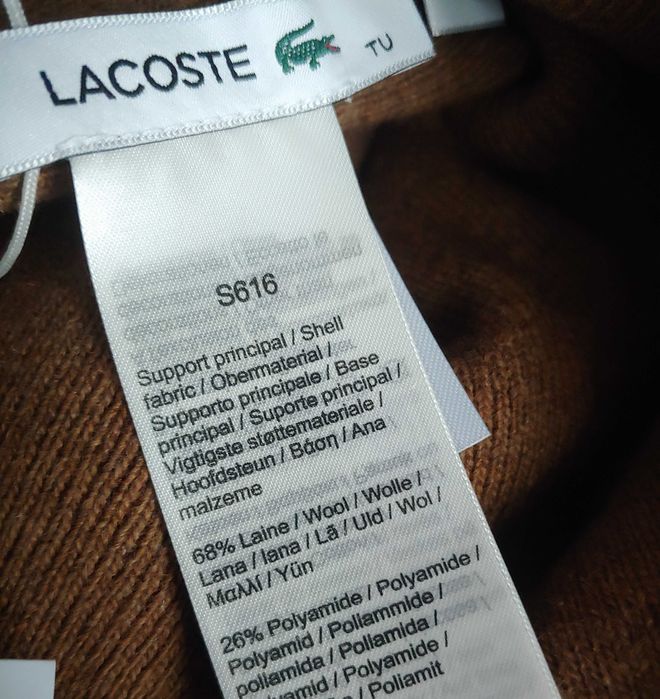 LACOSTE TU
S616
Support principal / Shell
fabric / Obermaterial /
Supporto principale / Base
principal / Suporte principal /
Vigtigste støttemateriale /
Hoofdsteun / Βάση / Ana
malzeme
68% Laine / Wool / Wolle /
Lana / lana / Lã / Uld / Wol /
Μαλλί / Yün
26% Polyamide / Polyamide /
Polyamid / Poliammide /
poliamida / Poliamida /
Polyamide /
/ Poliamit